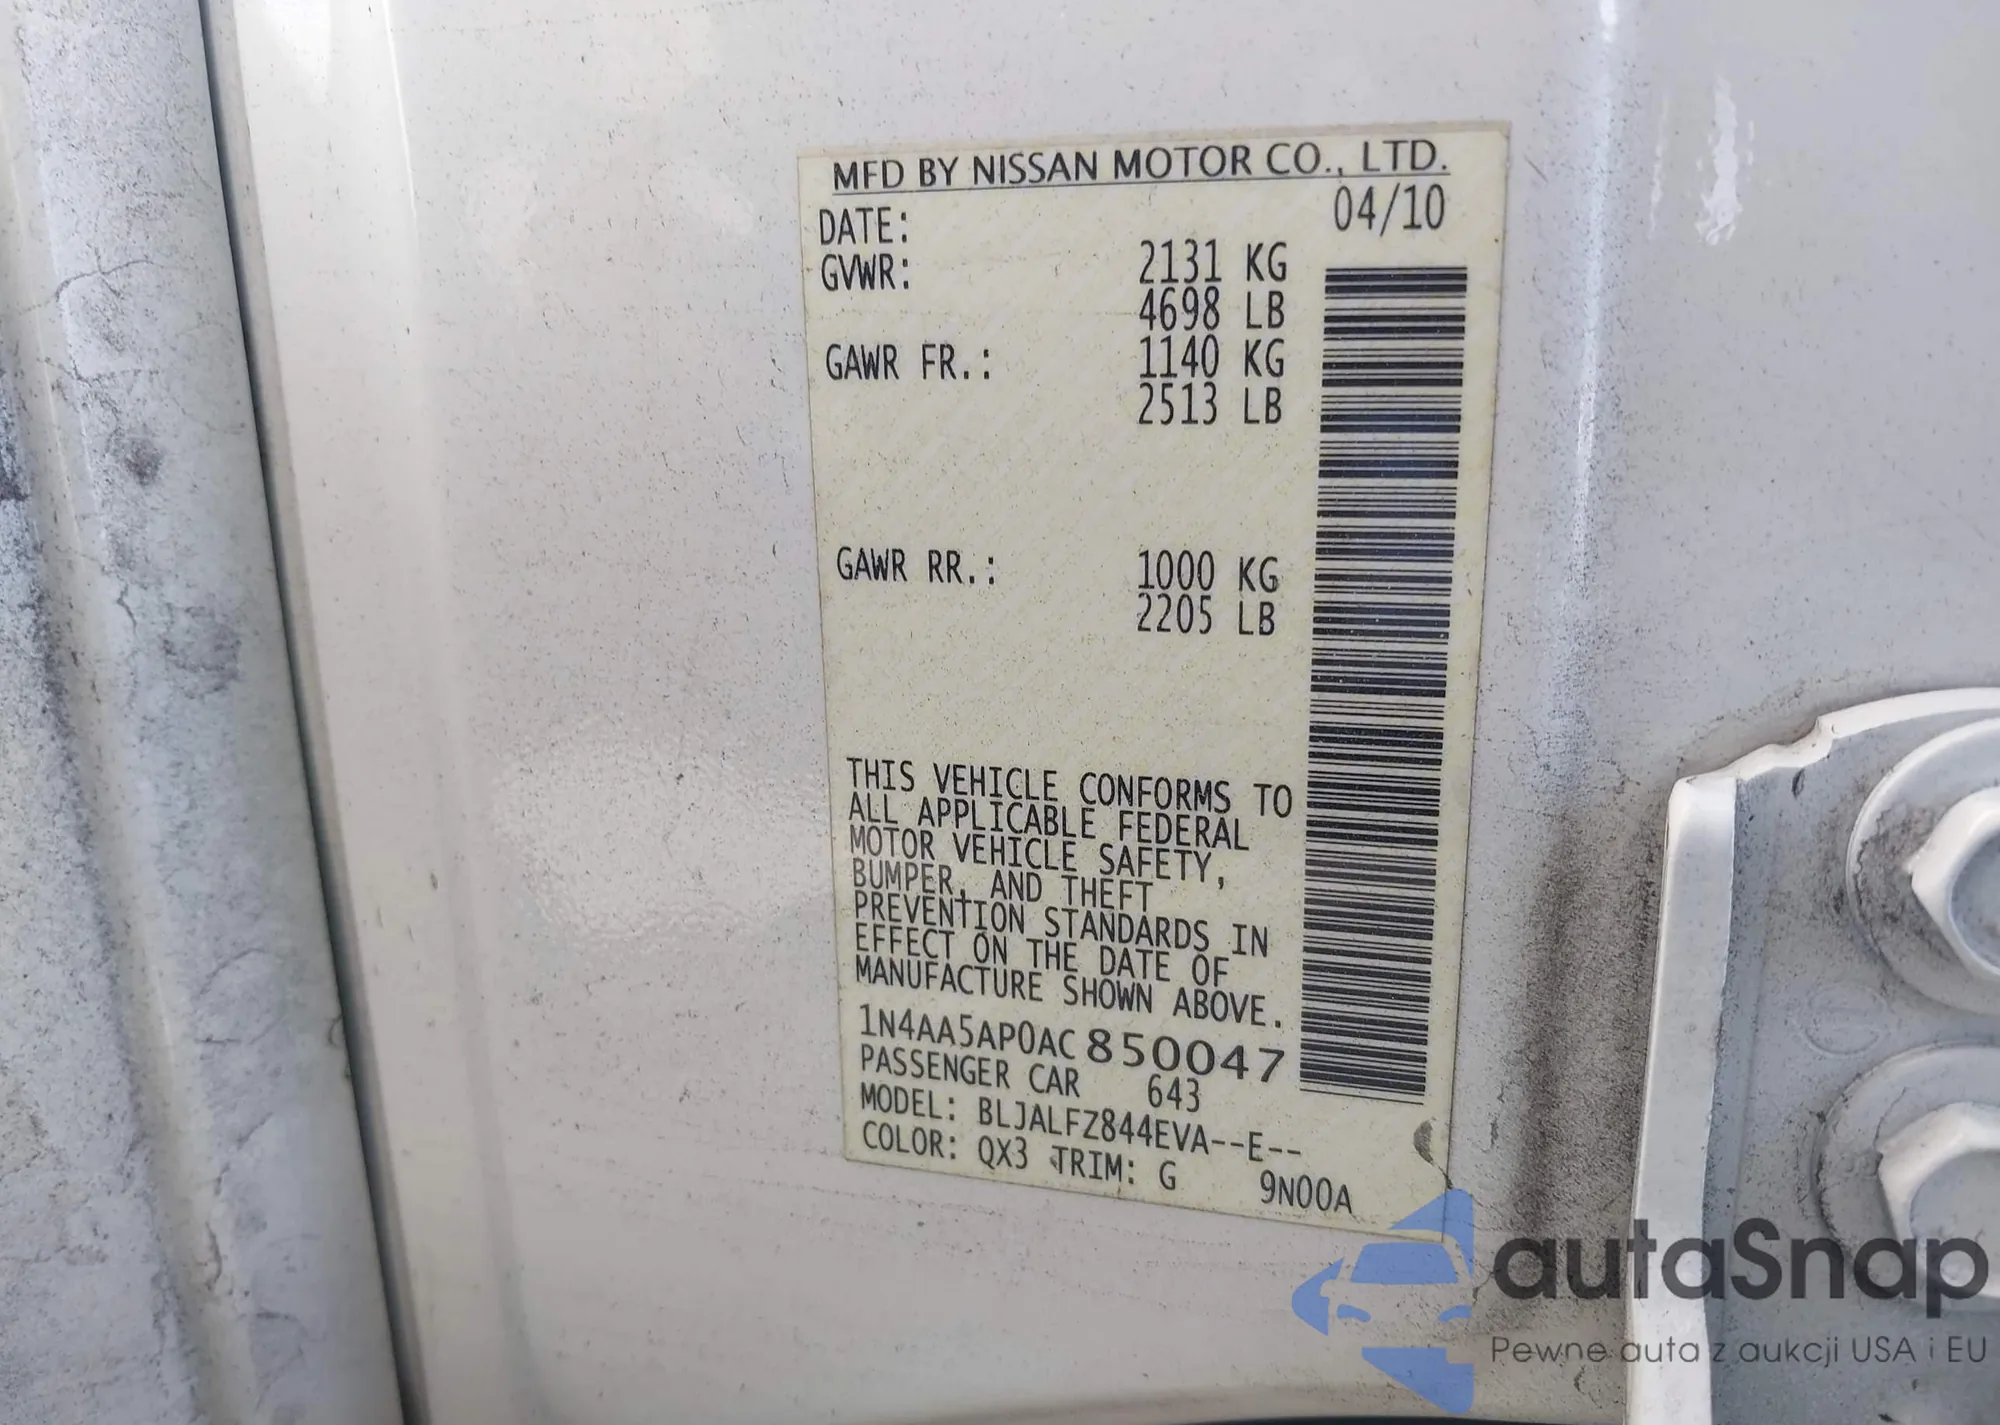 MFD BY NISSAN MOTOR CO., LTD.
DATE: 04/10
GVWR: 2131 KG
4698 LB
GAWR FR.: 1140 KG
2513 LB
GAWR RR.: 1000 KG
2205 LB
THIS VEHICLE CONFORMS TO
ALL APPLICABLE FEDERAL
MOTOR VEHICLE SAFETY,
BUMPER, AND THEFT
PREVENTION STANDARDS IN
EFFECT ON THE DATE OF
MANUFACTURE SHOWN ABOVE.
1N4AA5AP0AC850047
PASSENGER CAR 643
MODEL: BLJALFZ844EVA--E--
COLOR: QX3 TRIM: G 9N00A
autaSnap
Pewne auta z aukcji USA i EU